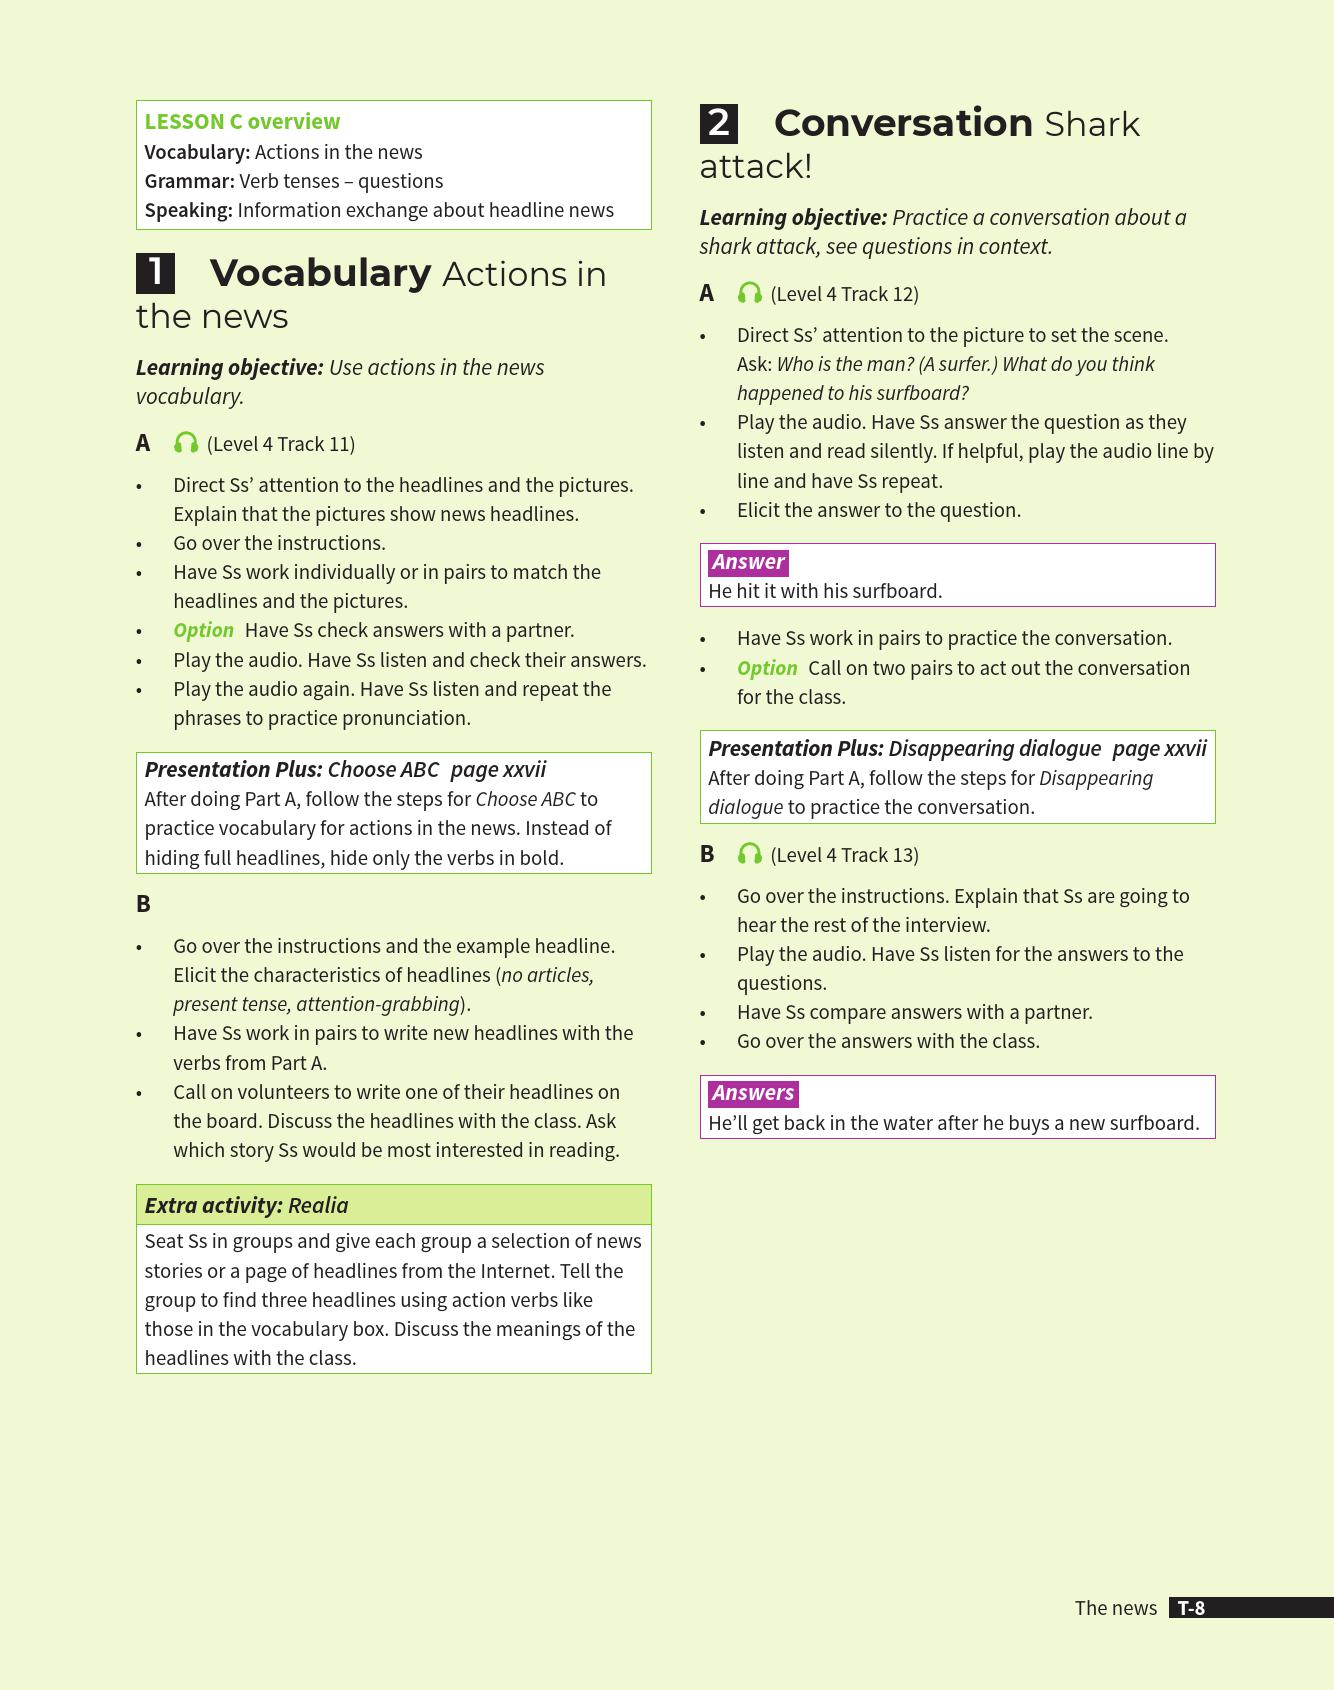 LESSON C overview
Vocabulary: Actions in the news
Grammar: Verb tenses – questions
Speaking: Information exchange about headline news
1 Vocabulary Actions in
the news
Learning objective: Use actions in the news
vocabulary.
A (Level 4 Track 11)
• Direct Ss’ attention to the headlines and the pictures.
Explain that the pictures show news headlines.
• Go over the instructions.
• Have Ss work individually or in pairs to match the
headlines and the pictures.
• Option Have Ss check answers with a partner.
• Play the audio. Have Ss listen and check their answers.
• Play the audio again. Have Ss listen and repeat the
phrases to practice pronunciation.
Presentation Plus: Choose ABC page xxvii
After doing Part A, follow the steps for Choose ABC to
practice vocabulary for actions in the news. Instead of
hiding full headlines, hide only the verbs in bold.
B
• Go over the instructions and the example headline.
Elicit the characteristics of headlines (no articles,
present tense, attention-grabbing).
• Have Ss work in pairs to write new headlines with the
verbs from Part A.
• Call on volunteers to write one of their headlines on
the board. Discuss the headlines with the class. Ask
which story Ss would be most interested in reading.
Extra activity: Realia
Seat Ss in groups and give each group a selection of news
stories or a page of headlines from the Internet. Tell the
group to find three headlines using action verbs like
those in the vocabulary box. Discuss the meanings of the
headlines with the class.
2 Conversation Shark
attack!
Learning objective: Practice a conversation about a
shark attack, see questions in context.
A (Level 4 Track 12)
• Direct Ss’ attention to the picture to set the scene.
Ask: Who is the man? (A surfer.) What do you think
happened to his surfboard?
• Play the audio. Have Ss answer the question as they
listen and read silently. If helpful, play the audio line by
line and have Ss repeat.
• Elicit the answer to the question.
Answer
He hit it with his surfboard.
• Have Ss work in pairs to practice the conversation.
• Option Call on two pairs to act out the conversation
for the class.
Presentation Plus: Disappearing dialogue page xxvii
After doing Part A, follow the steps for Disappearing
dialogue to practice the conversation.
B (Level 4 Track 13)
• Go over the instructions. Explain that Ss are going to
hear the rest of the interview.
• Play the audio. Have Ss listen for the answers to the
questions.
• Have Ss compare answers with a partner.
• Go over the answers with the class.
Answers
He’ll get back in the water after he buys a new surfboard.
The news T-8